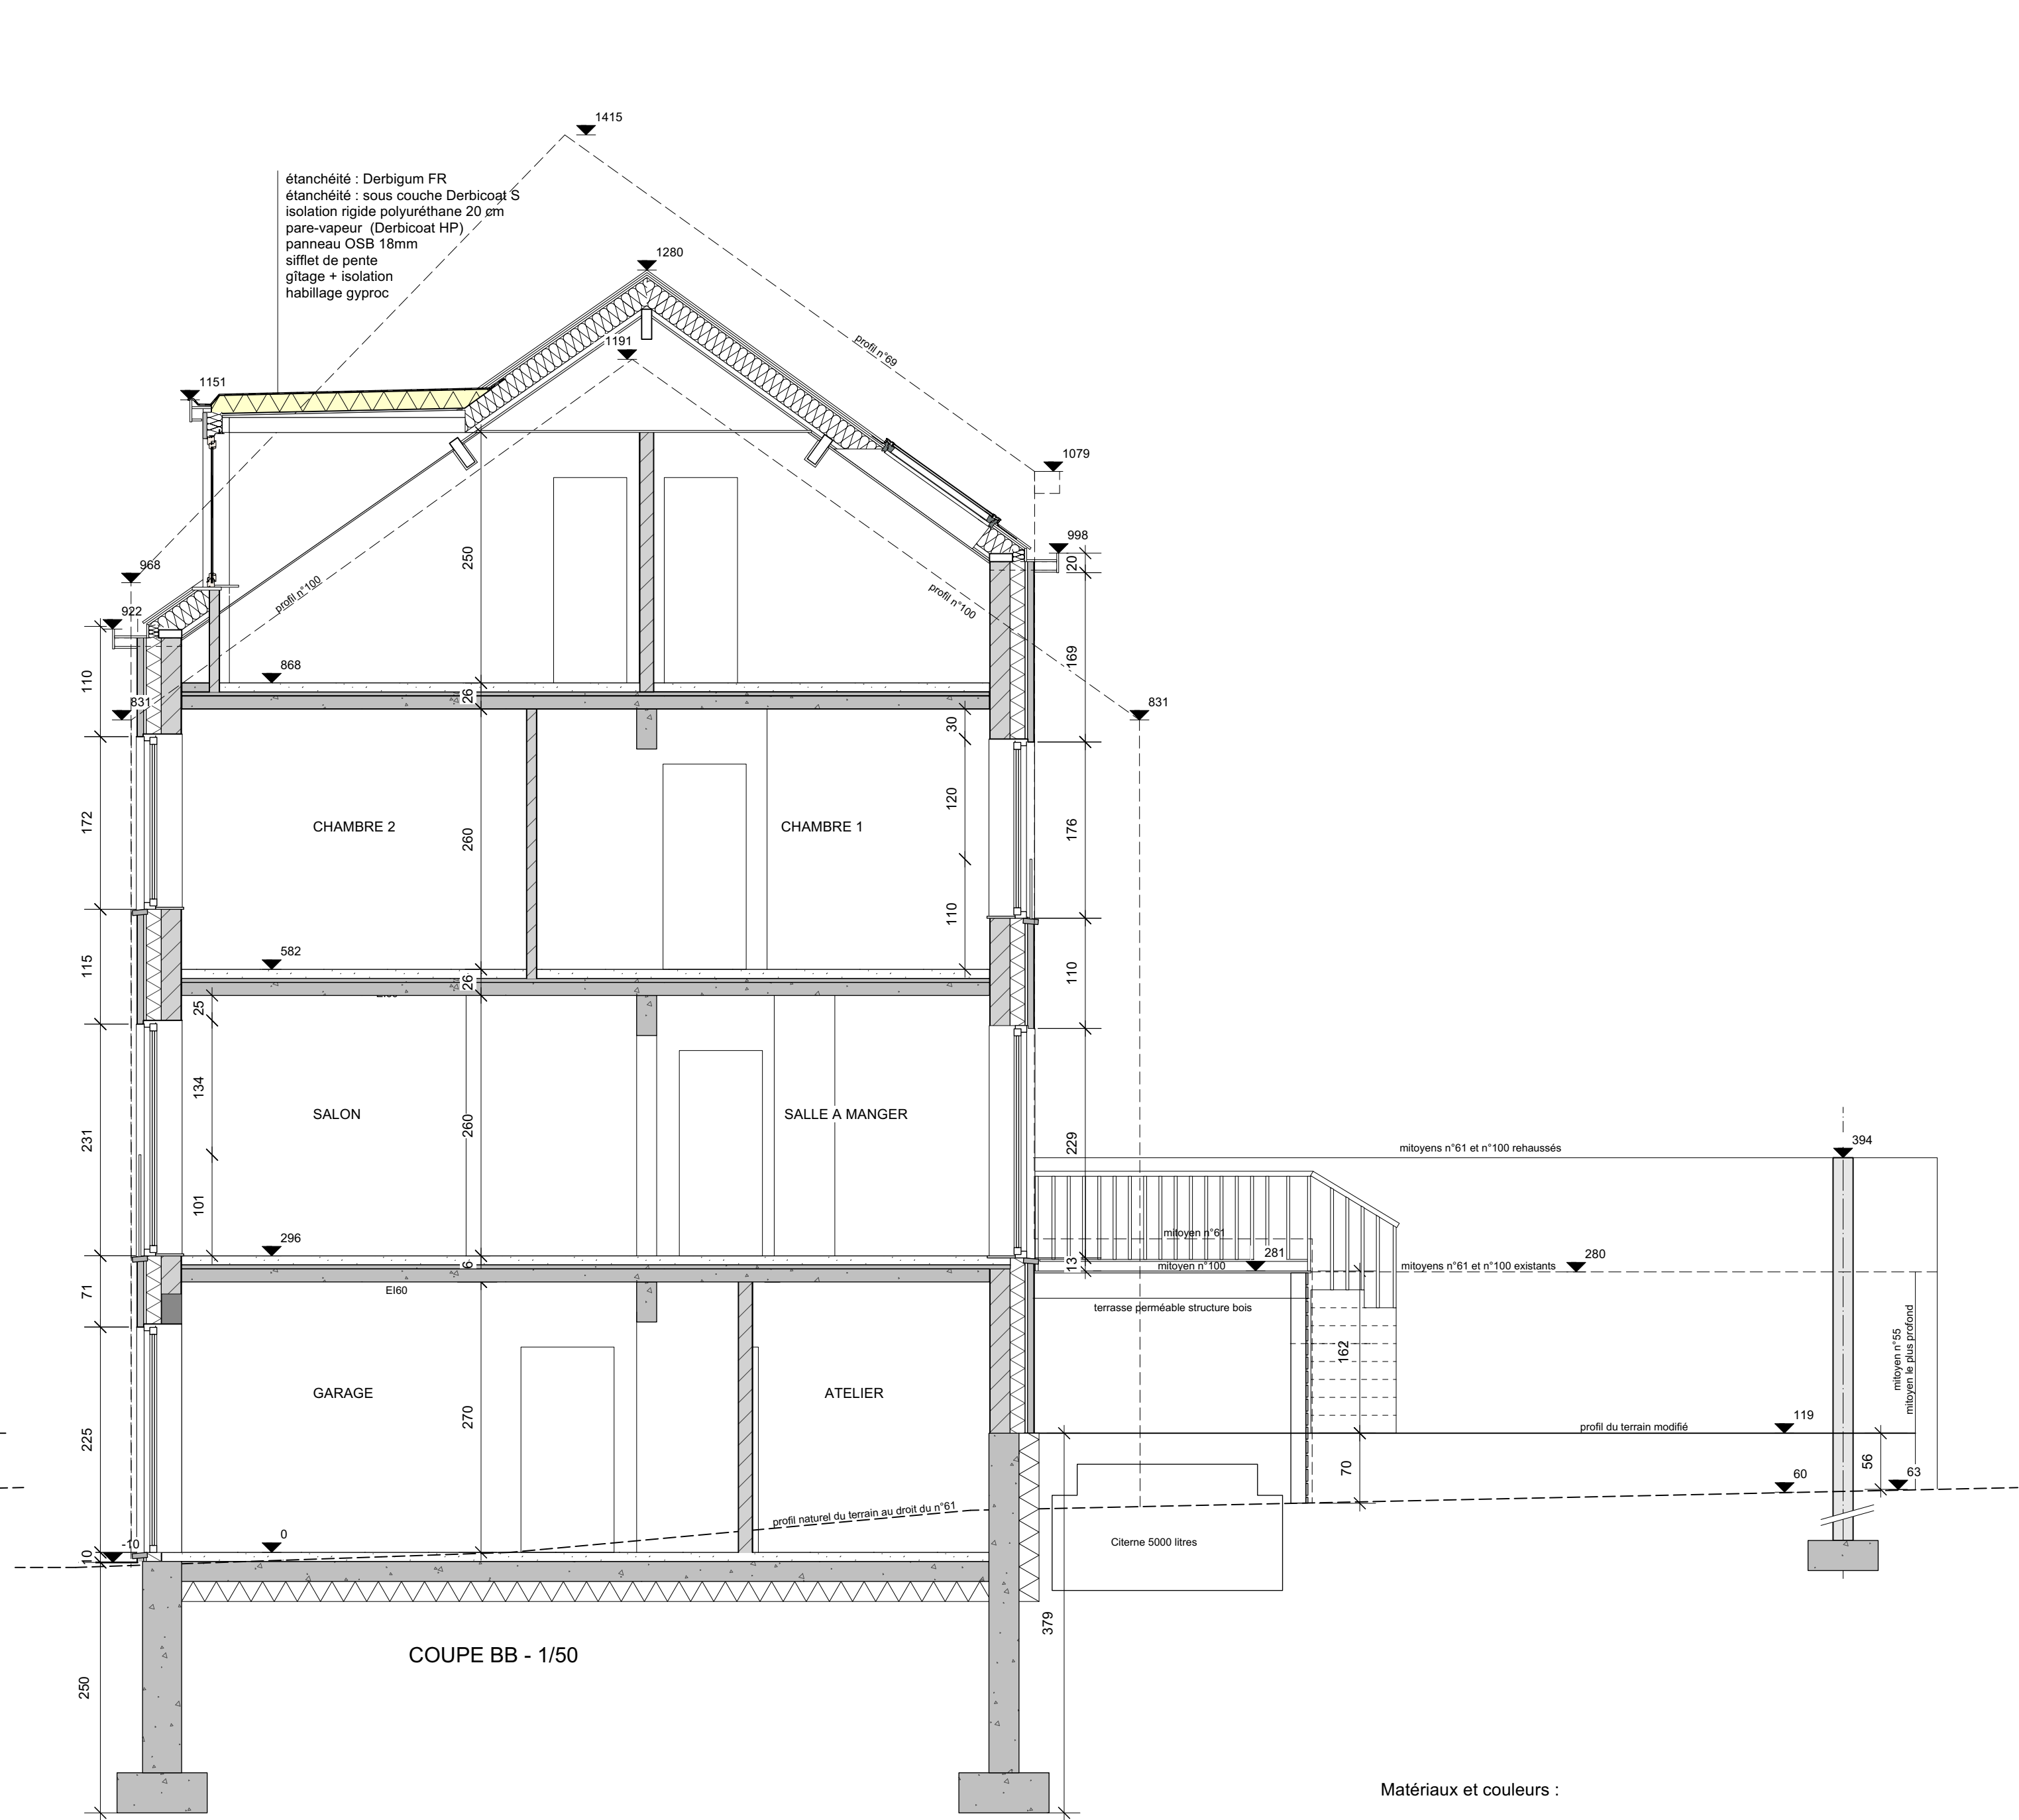 1415
étanchéité : Derbigum FR
étanchéité : sous couche Derbicoat S
isolation rigide polyuréthane 20 cm
pare-vapeur (Derbicoat HP)
panneau OSB 18mm
sifflet de pente
gîtage + isolation
habillage gyproc
1280
1191
profil n°69
1151
1079
998
20
968
250
profil n°100
profil n°100
922
169
868
110
26
831
831
30
172
120
CHAMBRE 2
260
CHAMBRE 1
176
110
582
115
26
110
25
134
SALON
260
SALLE A MANGER
231
229
mitoyens n°61 et n°100 rehaussés
394
101
296
mitoyen n°61
281
280
6
13
mitoyen n°100
mitoyens n°61 et n°100 existants
71
EI60
terrasse perméable structure bois
162
mitoyen n°55
mitoyen le plus profond
GARAGE
ATELIER
270
225
119
profil du terrain modifié
70
56
60
63
profil naturel du terrain au droit du n°61
0
-10
10
Citerne 5000 litres
379
COUPE BB - 1/50
250
Matériaux et couleurs :